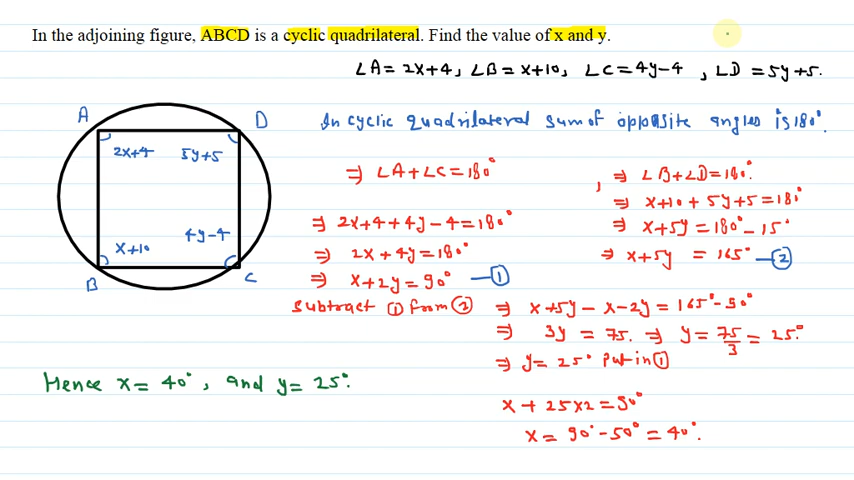 In the adjoining figure, ABCD is a cyclic quadrilateral. Find the value of x and y.
∠A = 2x+4, ∠B = x+10, ∠C = 4y-4, ∠D = 5y+5.
A
D
2x+4 5y+5
x+10 4y-4
B
C
In cyclic quadrilateral sum of opposite angles is 180°.
⇒ ∠A+∠C = 180°
⇒ 2x+4+4y-4 = 180°
⇒ 2x+4y = 180°
⇒ x+2y = 90° —①
, ⇒ ∠B+∠D = 180°.
⇒ x+10+5y+5 = 180°
⇒ x+5y = 180° - 15°
⇒ x+5y = 165° —②
Subtract ① from ② ⇒ x+5y-x-2y = 165°-90°
⇒ 3y = 75. ⇒ y = 75/3 = 25°.
⇒ y = 25° Put in ①
x + 25×2 = 90°
x = 90° - 50° = 40°.
Hence x = 40°, and y = 25°.